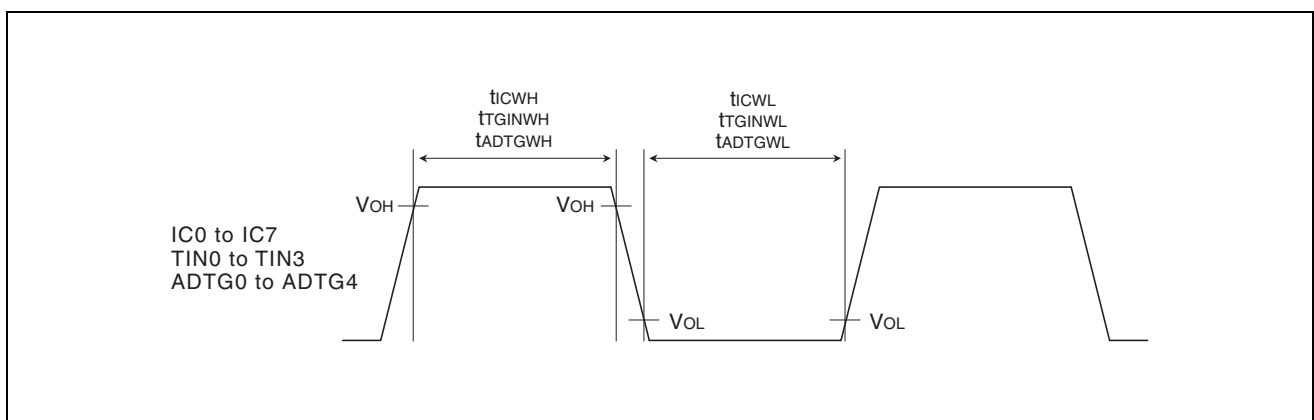 tICWH
tTGINWH
tADTGWH
tICWL
tTGINWL
tADTGWL
VOH
VOH
IC0 to IC7
TIN0 to TIN3
ADTG0 to ADTG4
VOL
VOL